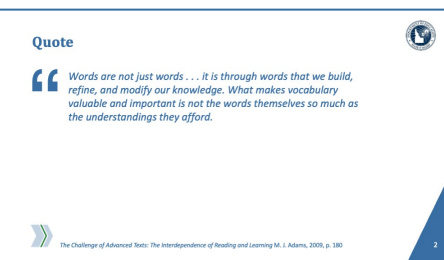 Quote
Words are not just words . . . it is through words that we build,
refine, and modify our knowledge. What makes vocabulary
valuable and important is not the words themselves so much as
the understandings they afford.
The Challenge of Advanced Texts: The Interdependence of Reading and Learning M. J. Adams, 2009, p. 180
2